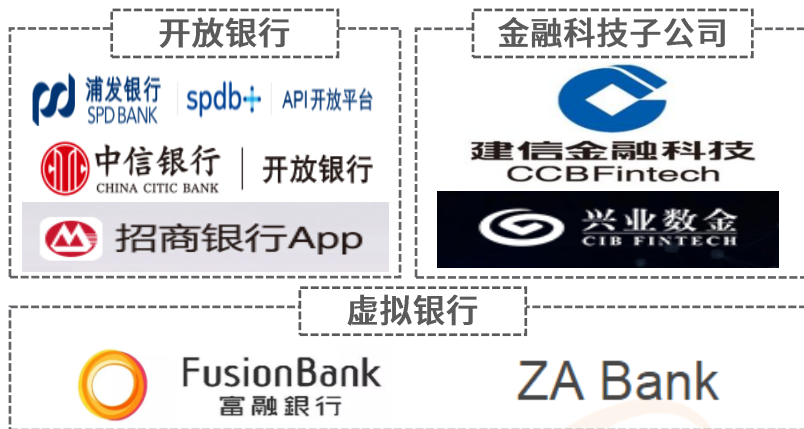 开放银行
浦发银行
SPD BANK
spdb+
API开放平台
中信银行
CHINA CITIC BANK
开放银行
招商银行App
金融科技子公司
建信金融科技
CCBFintech
兴业数金
CIB FINTECH
虚拟银行
FusionBank
富融銀行
ZA Bank